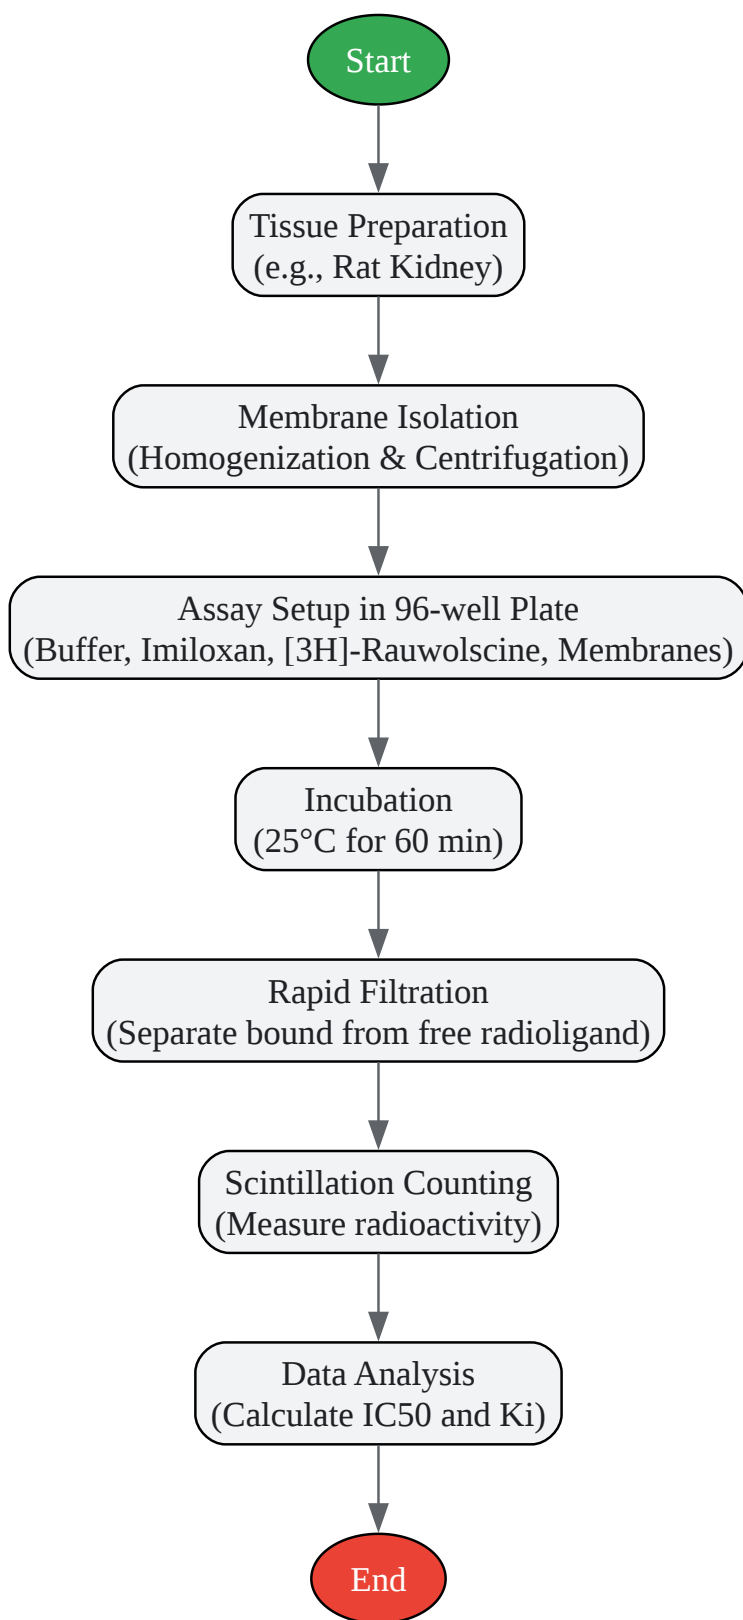 Start
Tissue Preparation
(e.g., Rat Kidney)
Membrane Isolation
(Homogenization & Centrifugation)
Assay Setup in 96-well Plate
(Buffer, Imiloxan, [3H]-Rauwolscine, Membranes)
Incubation
(25°C for 60 min)
Rapid Filtration
(Separate bound from free radioligand)
Scintillation Counting
(Measure radioactivity)
Data Analysis
(Calculate IC50 and Ki)
End